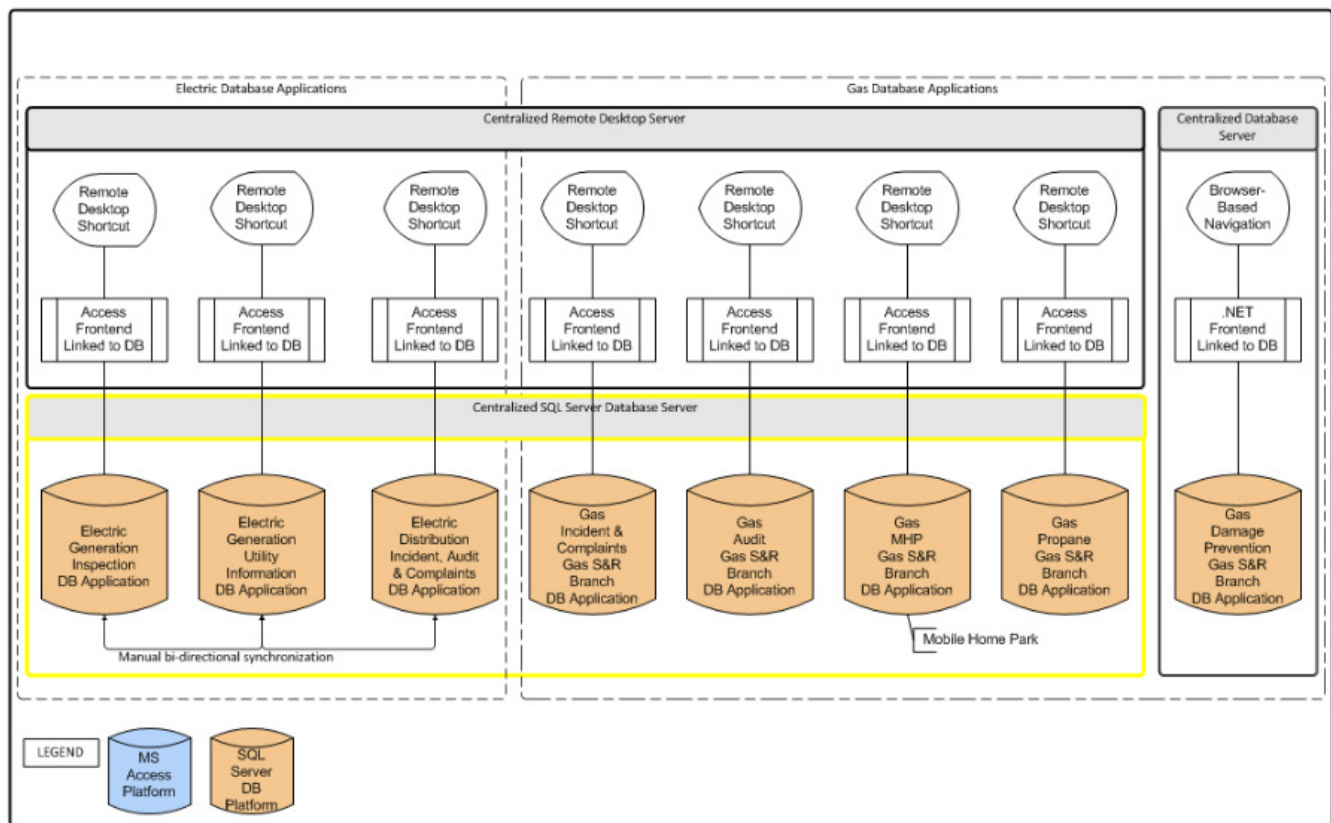 Electric Database Applications
Gas Database Applications
Centralized Remote Desktop Server
Centralized Database
Server
Remote
Desktop
Shortcut
Remote
Desktop
Shortcut
Remote
Desktop
Shortcut
Remote
Desktop
Shortcut
Remote
Desktop
Shortcut
Remote
Desktop
Shortcut
Remote
Desktop
Shortcut
Browser-
Based
Navigation
Access
Frontend
Linked to DB
Access
Frontend
Linked to DB
Access
Frontend
Linked to DB
Access
Frontend
Linked to DB
Access
Frontend
Linked to DB
Access
Frontend
Linked to DB
Access
Frontend
Linked to DB
.NET
Frontend
Linked to DB
Centralized SQL Server Database Server
Electric
Generation
Inspection
DB Application
Electric
Generation
Utility
Information
DB Application
Electric
Distribution
Incident, Audit
& Complaints
DB Application
Gas
Incident &
Complaints
Gas S&R
Branch
DB Application
Gas
Audit
Gas S&R
Branch
DB Application
Gas
MHP
Gas S&R
Branch
DB Application
Gas
Propane
Gas S&R
Branch
DB Application
Gas
Damage
Prevention
Gas S&R
Branch
DB Application
Manual bi-directional synchronization
Mobile Home Park
LEGEND
MS
Access
Platform
SQL
Server
DB
Platform